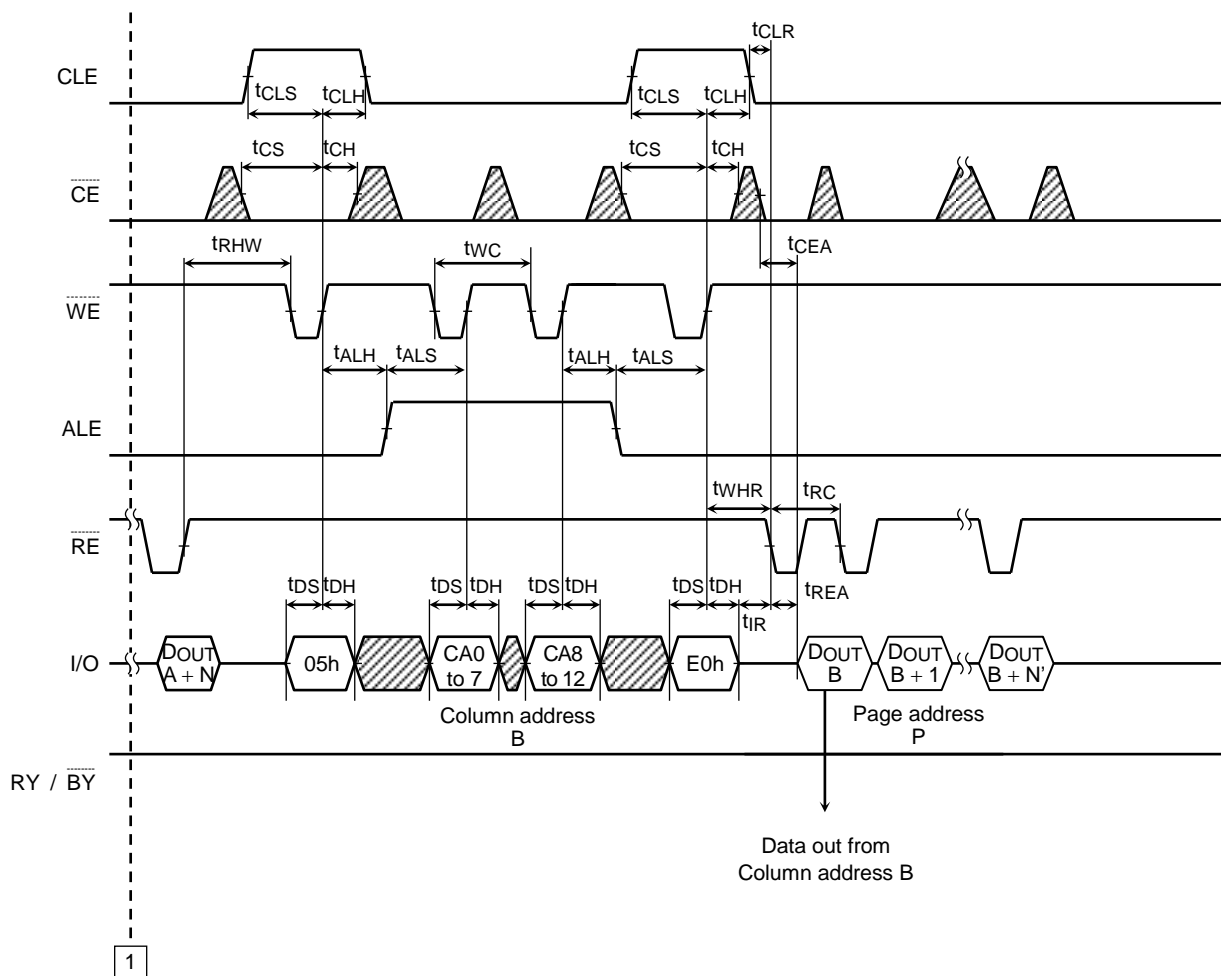 tCLR
CLE
tCLS tCLH tCLS tCLH
tCS tCH tCS tCH
CE
tRHW tWC tCEA
WE
tALH tALS tALH tALS
ALE
tWHR tRC
RE
tDS tDH tDS tDH tDS tDH tDS tDH tREA
tIR
I/O
DOUT
A + N
05h
CA0
to 7
CA8
to 12
E0h
DOUT
B
DOUT
B + 1
DOUT
B + N’
Column address
B
Page address
P
RY / BY
Data out from
Column address B
1